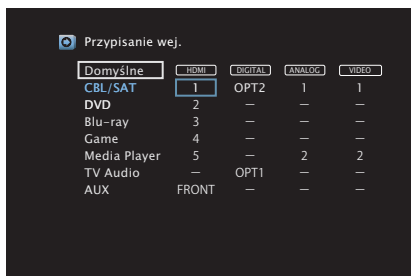 Przypisanie wej.
Domyślne HDMI DIGITAL ANALOG VIDEO
CBL/SAT 1 OPT2 1 1
DVD 2 – – –
Blu-ray 3 – – –
Game 4 – – –
Media Player 5 – 2 2
TV Audio – OPT1 – –
AUX FRONT – – –